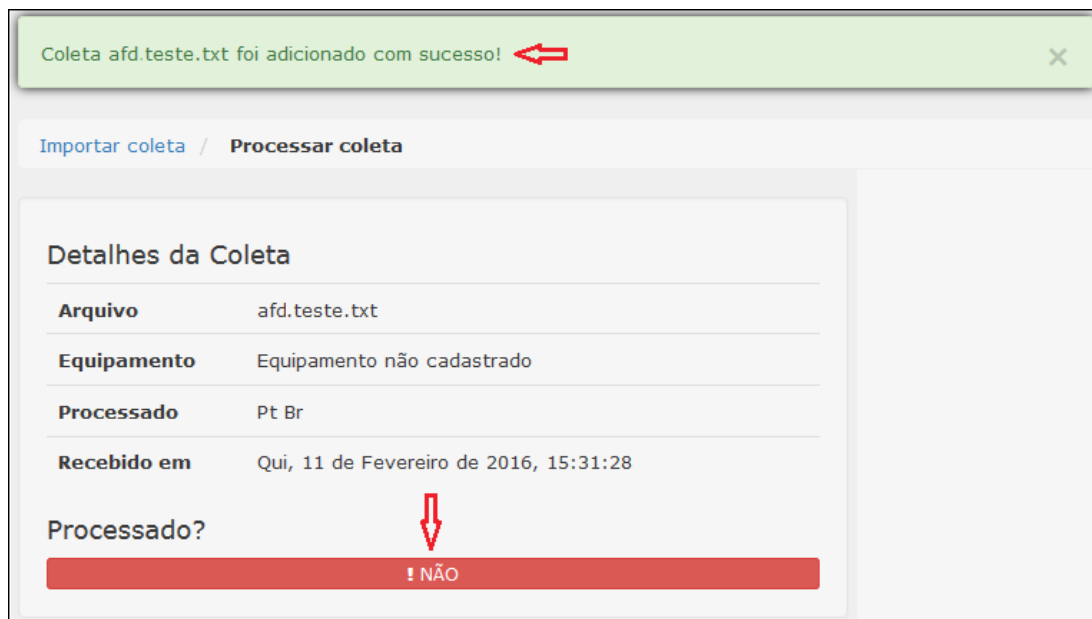 Coleta afd.teste.txt foi adicionado com sucesso! ×
Importar coleta / Processar coleta
Detalhes da Coleta
Arquivo afd.teste.txt
Equipamento Equipamento não cadastrado
Processado Pt Br
Recebido em Qui, 11 de Fevereiro de 2016, 15:31:28
Processado?
! NÃO